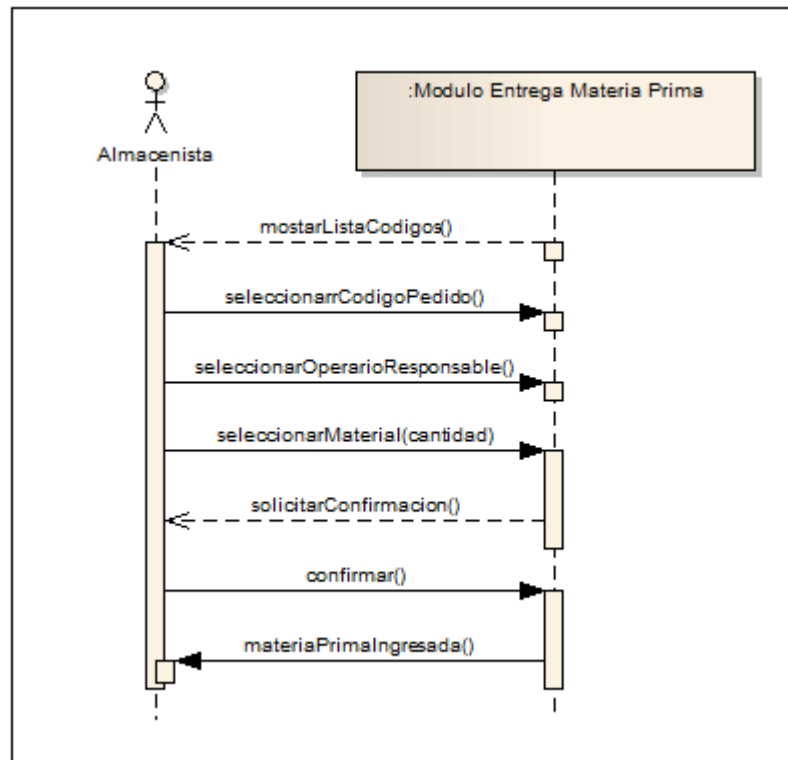 :Modulo Entrega Materia Prima
Almacenista
mostarListaCodigos()
seleccionarrCodigoPedido()
seleccionarOperarioResponsable()
seleccionarMaterial(cantidad)
solicitarConfirmacion()
confirmar()
materiaPrimaIngresada()